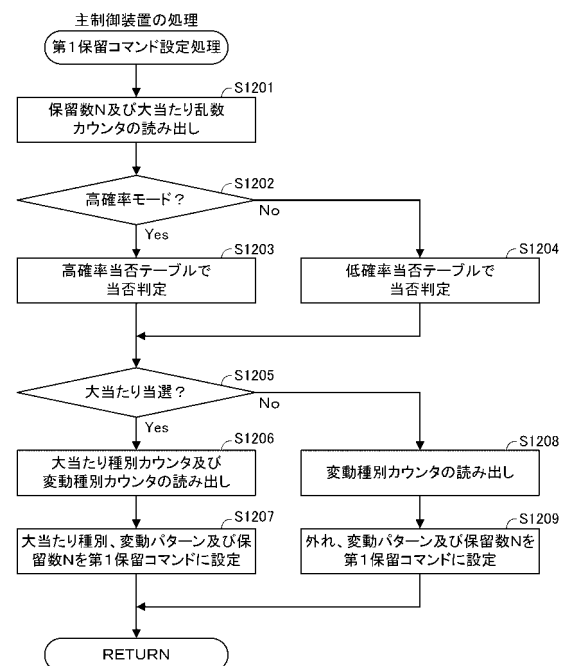 主制御装置の処理
第1保留コマンド設定処理
S1201
保留数N及び大当たり乱数
カウンタの読み出し
S1202
高確率モード?
No
Yes
S1203
高確率当否テーブルで
当否判定
S1204
低確率当否テーブルで
当否判定
S1205
大当たり当選?
No
Yes
S1206
大当たり種別カウンタ及び
変動種別カウンタの読み出し
S1208
変動種別カウンタの読み出し
S1207
大当たり種別、変動パターン及び保
留数Nを第1保留コマンドに設定
S1209
外れ、変動パターン及び保留数Nを
第1保留コマンドに設定
RETURN